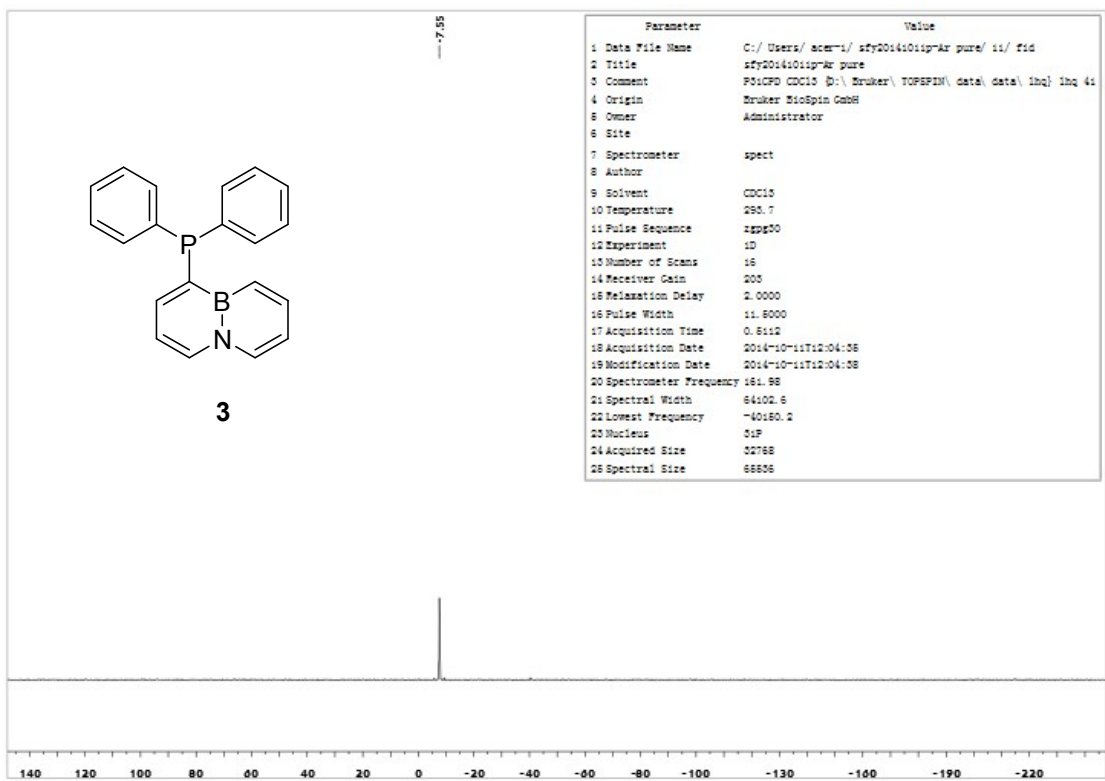 -7.55
Parameter Value
1 Data File Name C:/ Users/ acer-1/ sfy20141011p-Ar pure/ 11/ fid
2 Title sfy20141011p-Ar pure
3 Comment P31CPD CDCl3 {D:\ Bruker\ TOPSPIN\ data\ data\ lhq} lhq 41
4 Origin Bruker BioSpin GmbH
5 Owner Administrator
6 Site
7 Spectrometer spect
8 Author
9 Solvent CDCl3
10 Temperature 293.7
11 Pulse Sequence zgpg30
12 Experiment 1D
13 Number of Scans 16
14 Receiver Gain 203
15 Relaxation Delay 2.0000
16 Pulse Width 11.5000
17 Acquisition Time 0.5112
18 Acquisition Date 2014-10-11T12:04:35
19 Modification Date 2014-10-11T12:04:38
20 Spectrometer Frequency 161.98
21 Spectral Width 64102.6
22 Lowest Frequency -40150.2
23 Nucleus 31P
24 Acquired Size 32768
25 Spectral Size 65536
P
B
N
3
140 120 100 80 60 40 20 0 -20 -40 -60 -80 -100 -130 -160 -190 -220